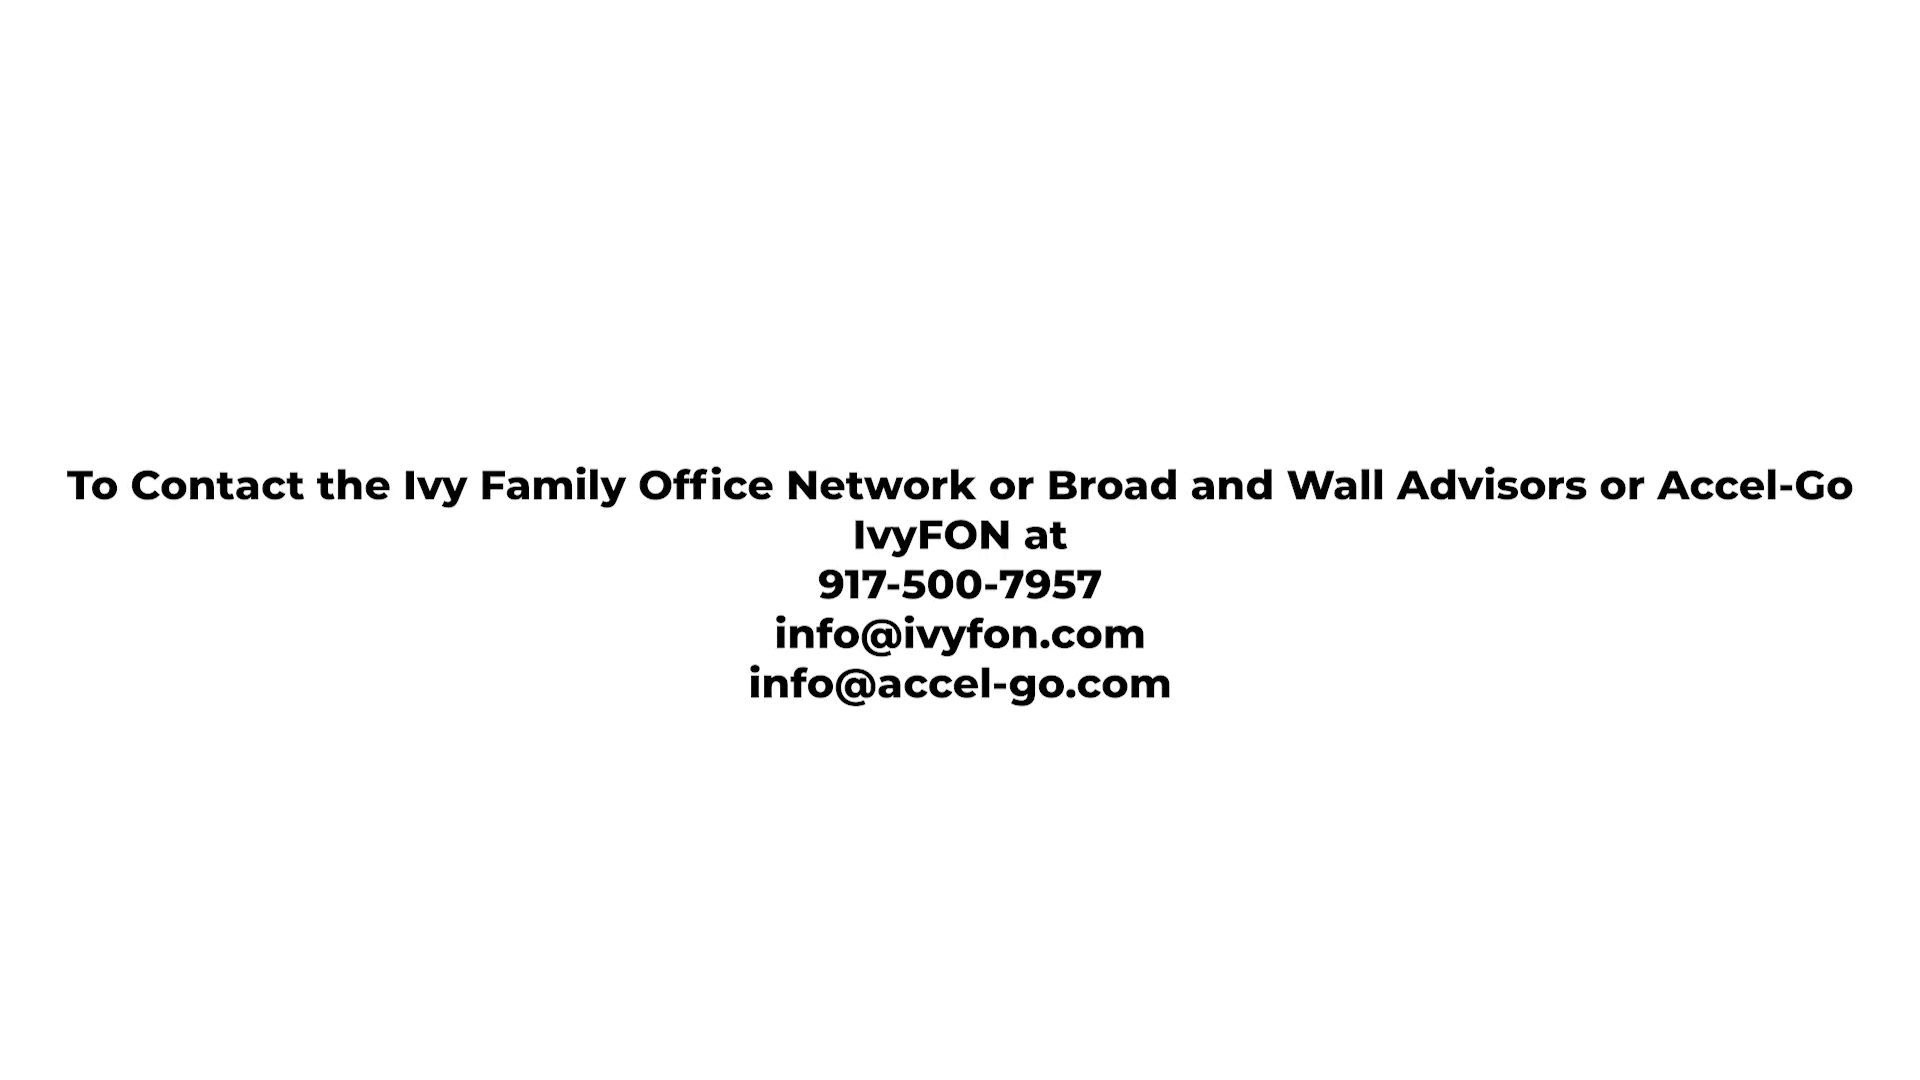 To Contact the Ivy Family Office Network or Broad and Wall Advisors or Accel-Go
IvyFON at
917-500-7957
info@ivyfon.com
info@accel-go.com